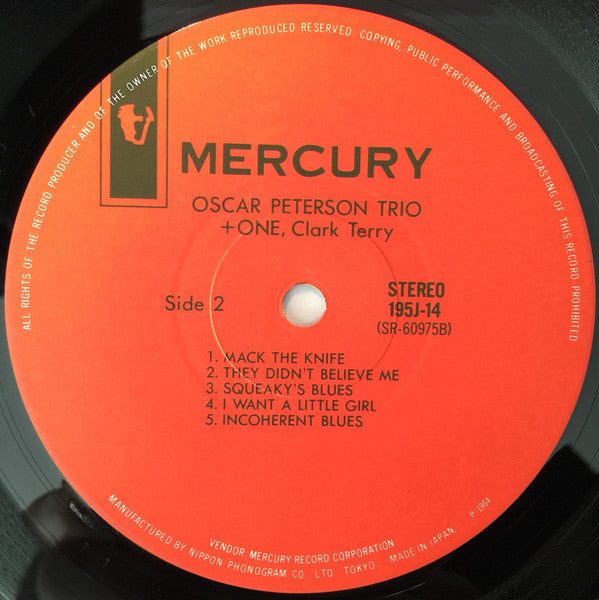 ALL RIGHTS OF THE RECORD PRODUCER AND OF THE OWNER OF THE WORK REPRODUCED RESERVED. COPYING, PUBLIC PERFORMANCE AND BROADCASTING OF THIS RECORD PROHIBITED
MERCURY
OSCAR PETERSON TRIO
+ONE, Clark Terry
Side 2
STEREO
195J-14
(SR-60975B)
1. MACK THE KNIFE
2. THEY DIDN'T BELIEVE ME
3. SQUEAKY'S BLUES
4. I WANT A LITTLE GIRL
5. INCOHERENT BLUES
VENDOR: MERCURY RECORD CORPORATION
MANUFACTURED BY NIPPON PHONOGRAM CO. LTD. TOKYO MADE IN JAPAN P 1964